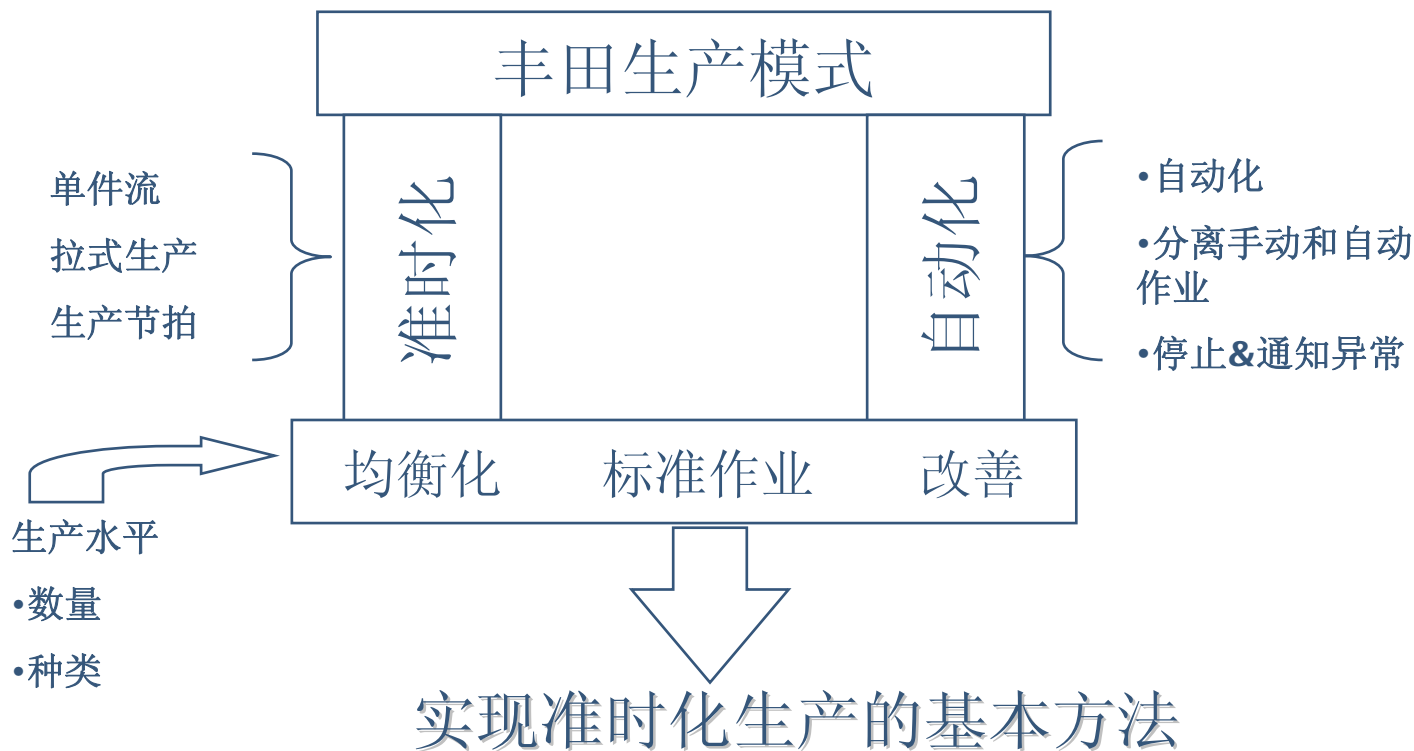 丰田生产模式
单件流
拉式生产
生产节拍
准时化
自动化
•自动化
•分离手动和自动
作业
•停止&通知异常
均衡化 标准作业 改善
生产水平
•数量
•种类
实现准时化生产的基本方法